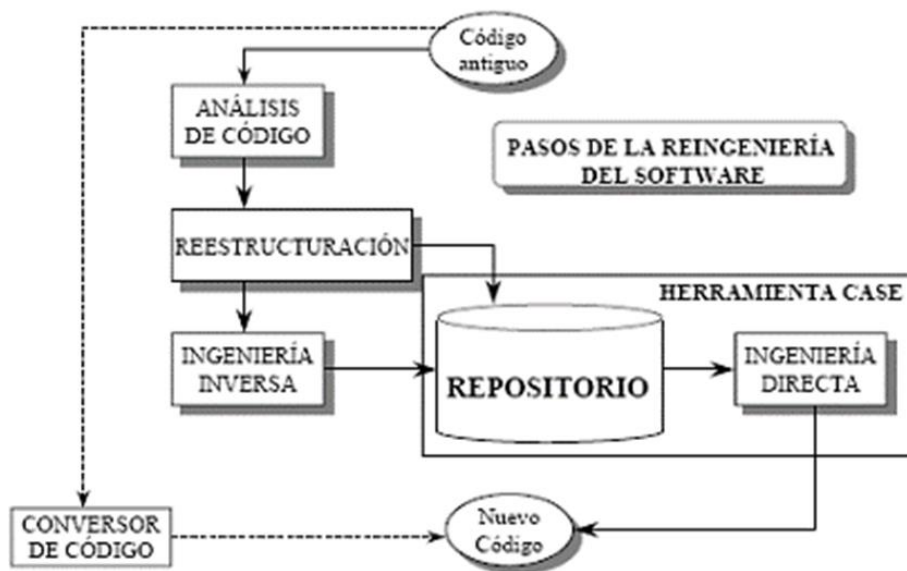 Código
antiguo
ANÁLISIS
DE CÓDIGO
PASOS DE LA REINGENIERÍA
DEL SOFTWARE
REESTRUCTURACIÓN
HERRAMIENTA CASE
INGENIERÍA
INVERSA
REPOSITORIO
INGENIERÍA
DIRECTA
CONVERSOR
DE CÓDIGO
Nuevo
Código